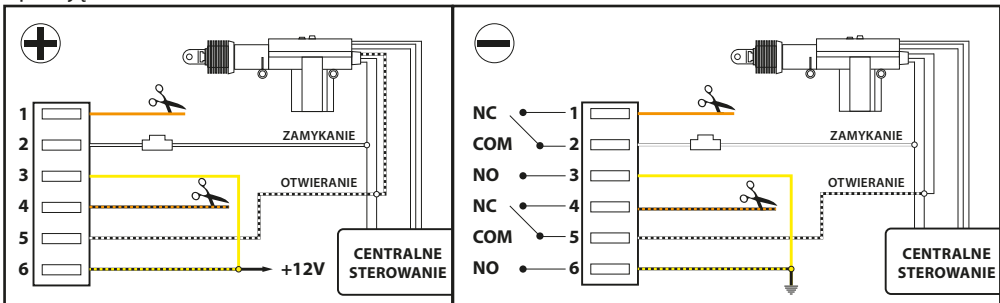 1
2
3
4
5
6
ZAMYKANIE
OTWIERANIE
+12V
CENTRALNE
STEROWANIE
NC
COM
NO
NC
COM
NO
1
2
3
4
5
6
ZAMYKANIE
OTWIERANIE
CENTRALNE
STEROWANIE